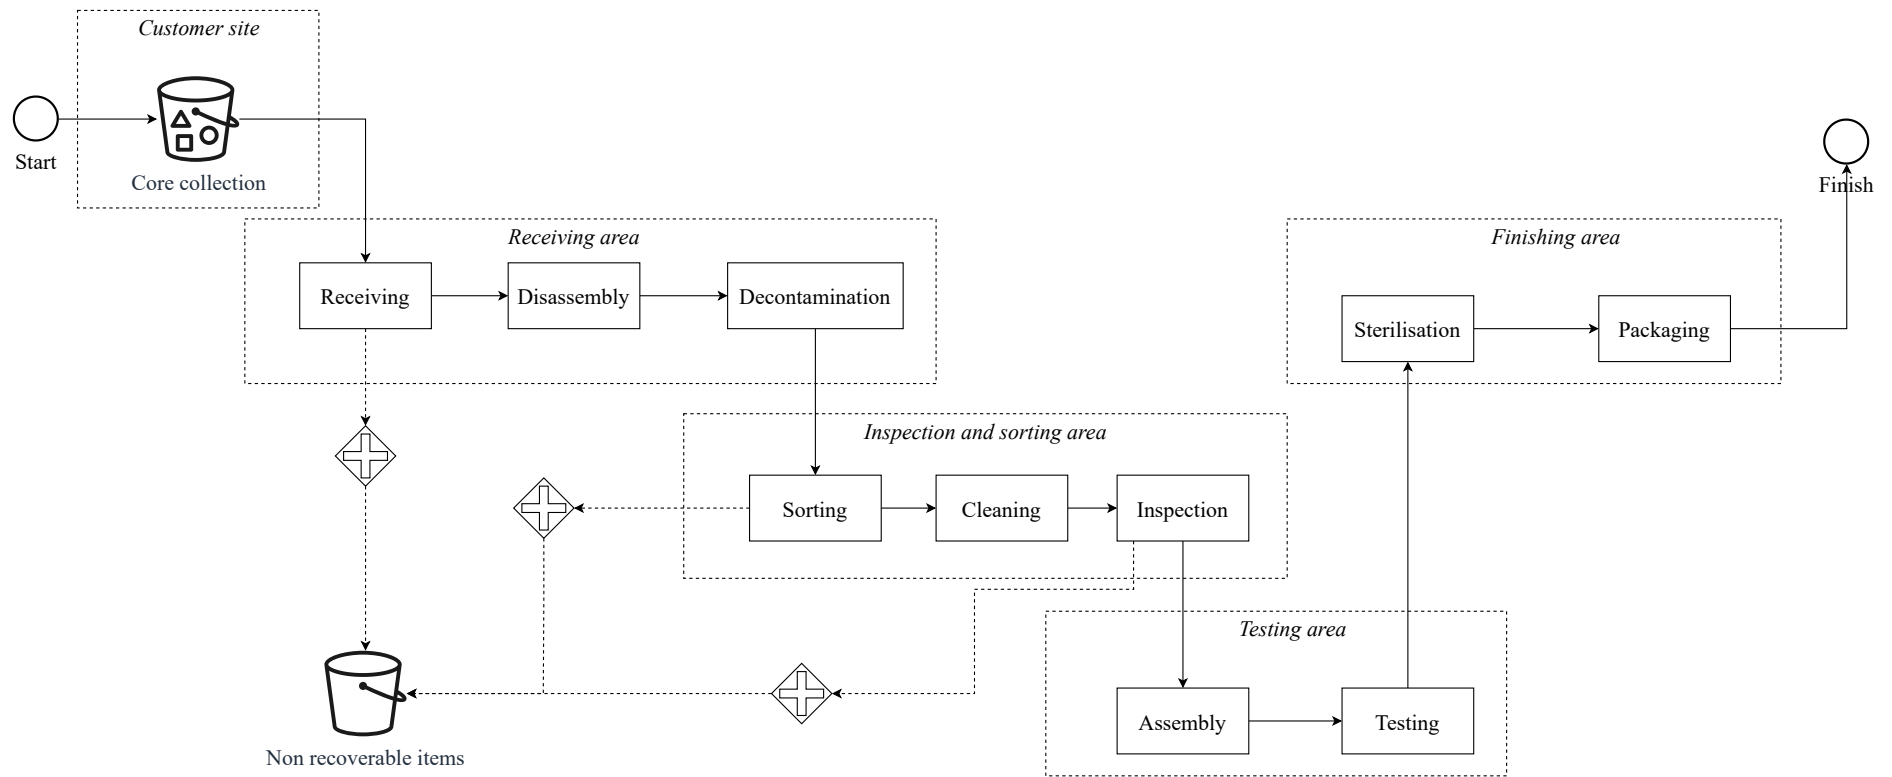 Customer site
Start
Core collection
Finish
Receiving area
Receiving
Disassembly
Decontamination
Finishing area
Sterilisation
Packaging
Inspection and sorting area
Sorting
Cleaning
Inspection
Testing area
Assembly
Testing
Non recoverable items